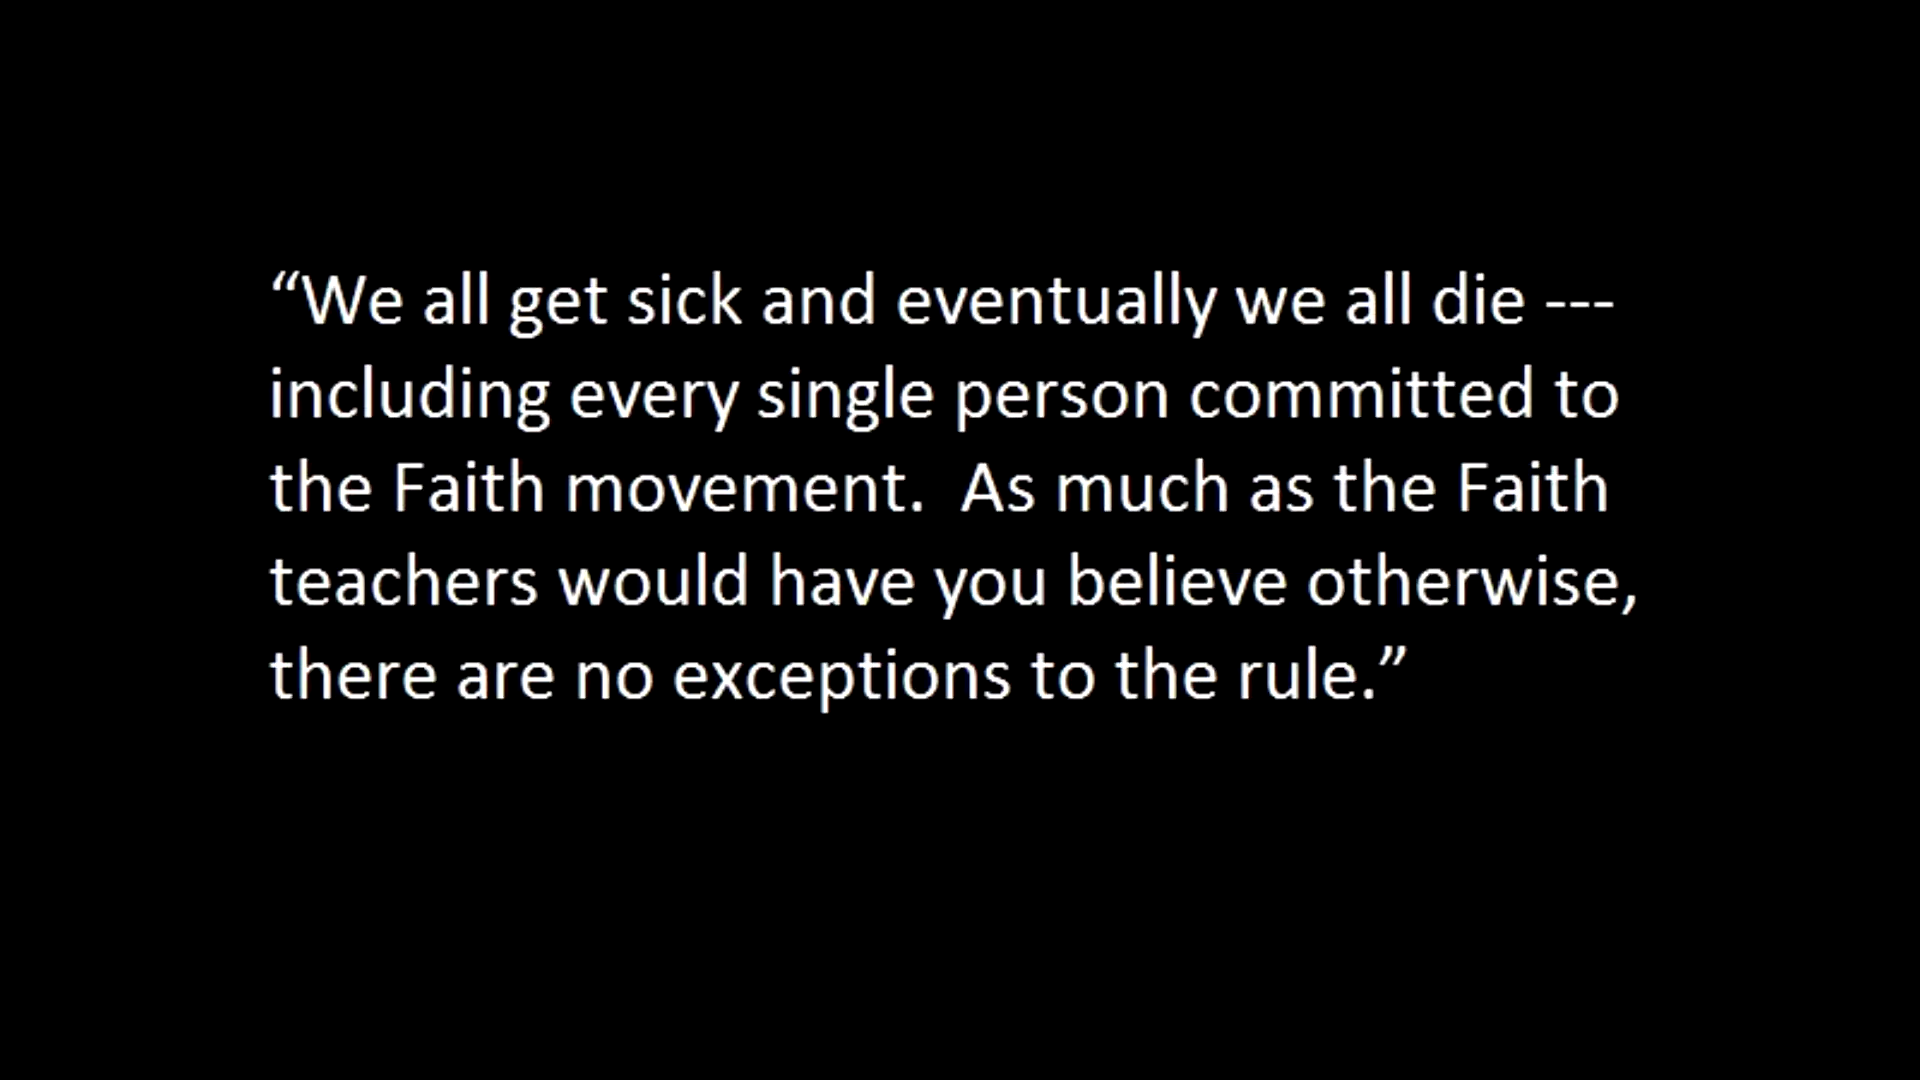 “We all get sick and eventually we all die ---
including every single person committed to
the Faith movement.  As much as the Faith
teachers would have you believe otherwise,
there are no exceptions to the rule.”